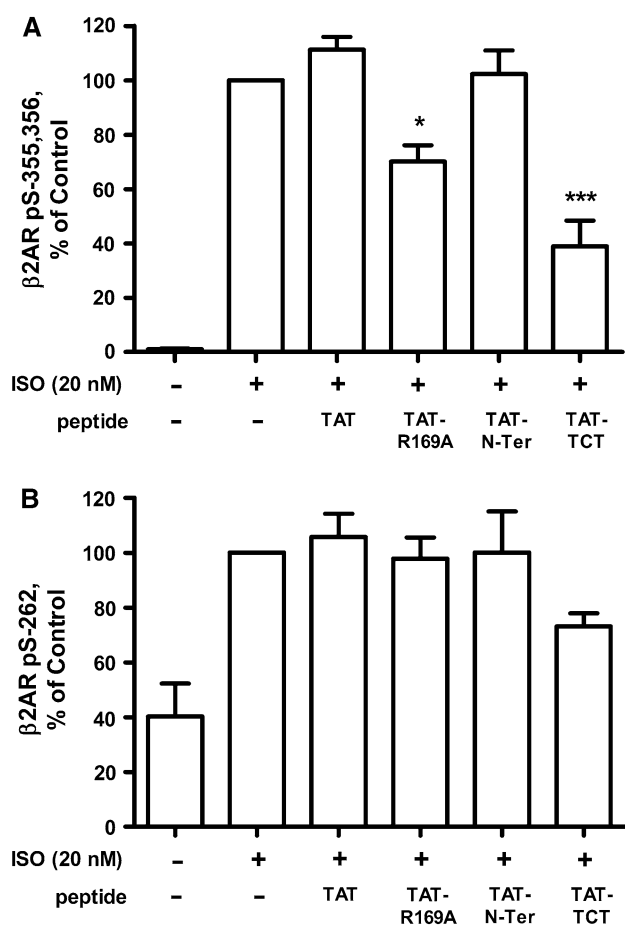 A
β2AR pS-355,356,
% of Control
120
100
80
60
40
20
0
*
***
ISO (20 nM) - + + + + +
peptide - - TAT TAT- TAT- TAT-
R169A N-Ter TCT
B
β2AR pS-262,
% of Control
120
100
80
60
40
20
0
ISO (20 nM) - + + + + +
peptide - - TAT TAT- TAT- TAT-
R169A N-Ter TCT